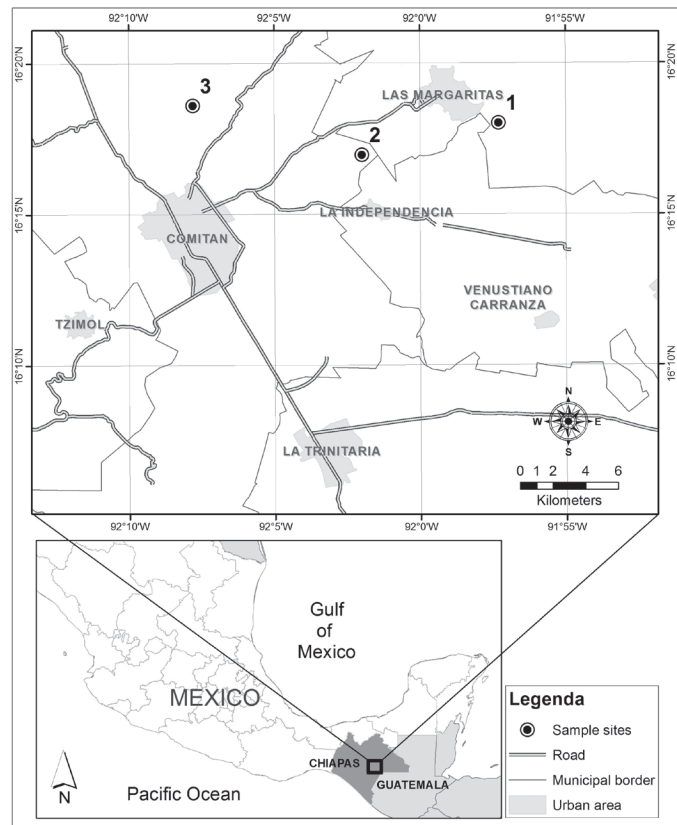 92°10'W 92°5'W 92°0'W 91°55'W
16°20'N 16°20'N
3
LAS MARGARITAS
1
2
16°15'N 16°15'N
LA INDEPENDENCIA
COMITAN
VENUSTIANO
CARRANZA
TZIMOL
16°10'N 16°10'N
N
W E
S
LA TRINITARIA
0 1 2 4 6
Kilometers
92°10'W 92°5'W 92°0'W 91°55'W
Gulf
of
Mexico
MEXICO
CHIAPAS
GUATEMALA
N
Pacific Ocean
Legenda
Sample sites
Road
Municipal border
Urban area